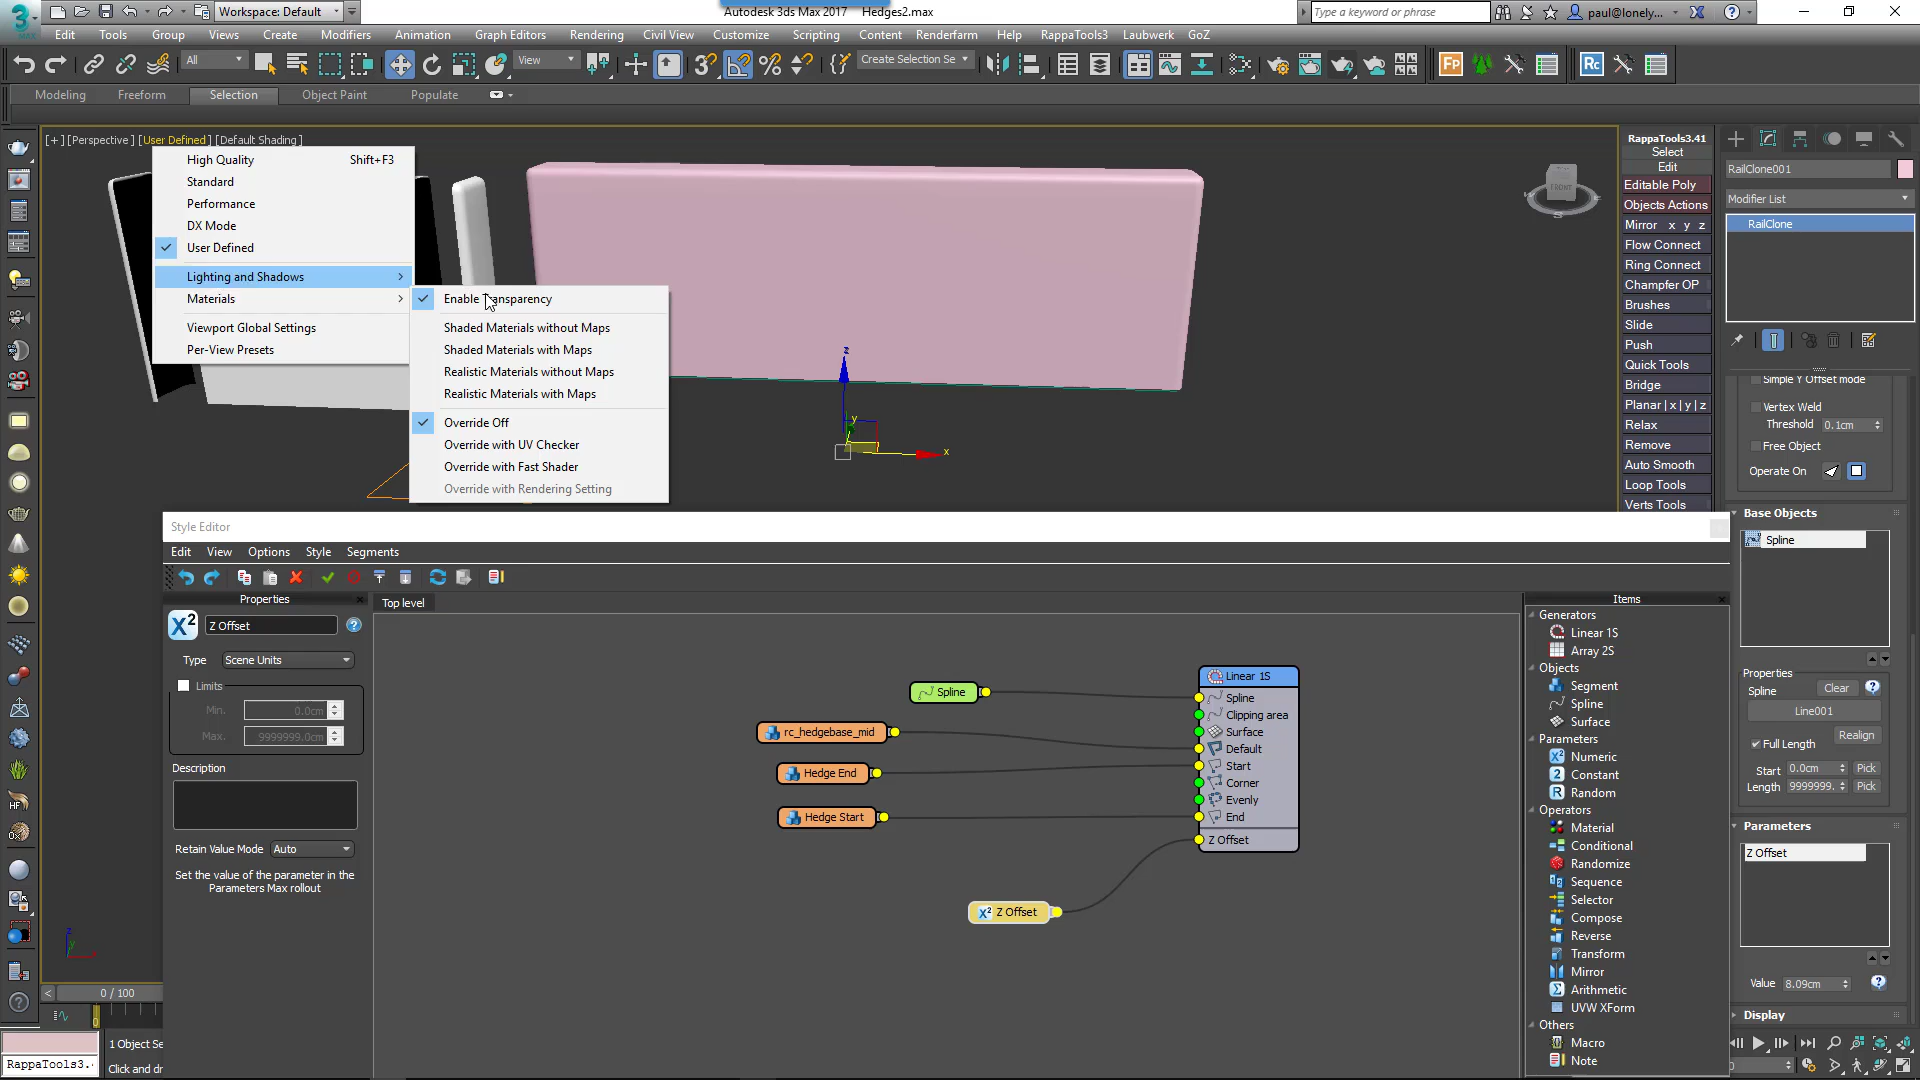 Workspace: Default
Autodesk 3ds Max 2017 Hedges2.max
Type a keyword or phrase
paul@lonely...
Edit Tools Group Views Create Modifiers Animation Graph Editors Rendering Civil View Customize Scripting Content Renderfarm Help RappaTools3 Laubwerk GoZ
All
View
Create Selection Se
Modeling Freeform Selection Object Paint Populate
[+] [Perspective] [User Defined] [Default Shading]
High Quality Shift+F3
Standard
Performance
DX Mode
User Defined
Lighting and Shadows
Materials
Viewport Global Settings
Per-View Presets
Shaded Materials without Maps
Shaded Materials with Maps
Realistic Materials without Maps
Realistic Materials with Maps
Override Off
Override with UV Checker
Override with Fast Shader
Override with Rendering Setting
FRONT
z
y
x
RappaTools3.41
Select
Edit
Editable Poly
Objects Actions
Mirror x y z
Flow Connect
Ring Connect
Champfer OP
Brushes
Slide
Push
Quick Tools
Bridge
Planar | x | y | z
Relax
Remove
Auto Smooth
Loop Tools
Verts Tools
RailClone001
Modifier List
RailClone
Simple Y Offset mode
Vertex Weld
Threshold 0.1cm
Free Object
Operate On
Base Objects
Spline
Properties
Spline Clear
Line001
Full Length Realign
Start 0.0cm Pick
Length 9999999. Pick
Parameters
Z Offset
Value 8.09cm
Display
Style Editor
Edit View Options Style Segments
Properties
Z Offset
Type Scene Units
Limits
Min. 0.0cm
Max. 9999999.0cm
Description
Retain Value Mode Auto
Set the value of the parameter in the
Parameters Max rollout
Top level
Spline
rc_hedgebase_mid
Hedge End
Hedge Start
Z Offset
Linear 1S
Spline
Clipping area
Surface
Default
Start
Corner
Evenly
End
Z Offset
Items
Generators
Linear 1S
Array 2S
Objects
Segment
Spline
Surface
Parameters
Numeric
Constant
Random
Operators
Material
Conditional
Randomize
Sequence
Selector
Compose
Reverse
Transform
Mirror
Arithmetic
UVW XForm
Others
Macro
Note
0 / 100
1 Object Se
RappaTools3.
Click and dr